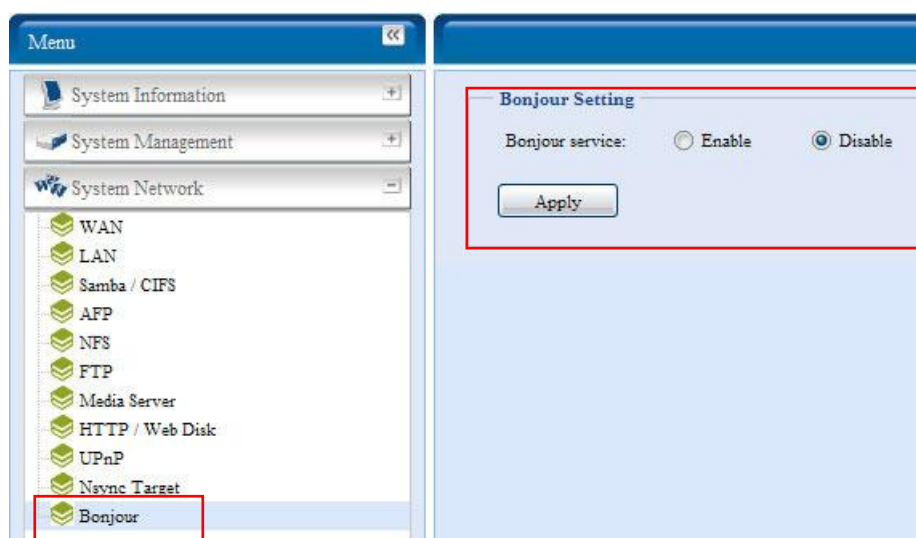 Menu
System Information
System Management
System Network
WAN
LAN
Samba / CIFS
AFP
NFS
FTP
Media Server
HTTP / Web Disk
UPnP
Nsync Target
Bonjour
Bonjour Setting
Bonjour service: Enable Disable
Apply